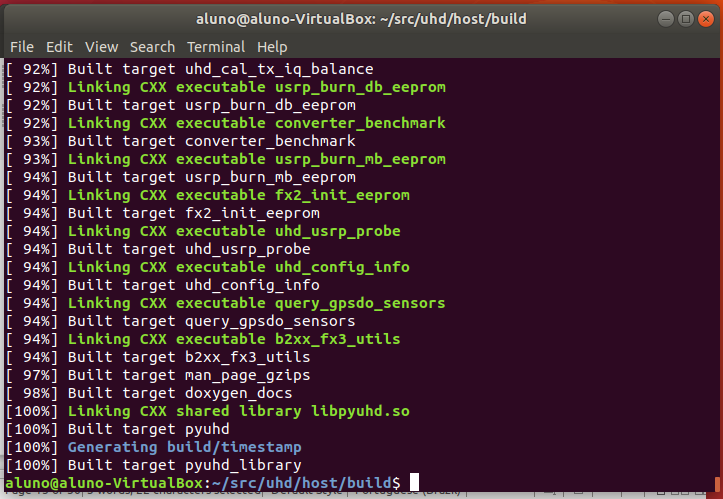 aluno@aluno-VirtualBox: ~/src/uhd/host/build
File Edit View Search Terminal Help
[ 92%] Built target uhd_cal_tx_iq_balance
[ 92%] Linking CXX executable usrp_burn_db_eeprom
[ 92%] Built target usrp_burn_db_eeprom
[ 92%] Linking CXX executable converter_benchmark
[ 93%] Built target converter_benchmark
[ 93%] Linking CXX executable usrp_burn_mb_eeprom
[ 94%] Built target usrp_burn_mb_eeprom
[ 94%] Linking CXX executable fx2_init_eeprom
[ 94%] Built target fx2_init_eeprom
[ 94%] Linking CXX executable uhd_usrp_probe
[ 94%] Built target uhd_usrp_probe
[ 94%] Linking CXX executable uhd_config_info
[ 94%] Built target uhd_config_info
[ 94%] Linking CXX executable query_gpsdo_sensors
[ 94%] Built target query_gpsdo_sensors
[ 94%] Linking CXX executable b2xx_fx3_utils
[ 94%] Built target b2xx_fx3_utils
[ 97%] Built target man_page_gzips
[ 98%] Built target doxygen_docs
[100%] Linking CXX shared library libpyuhd.so
[100%] Built target pyuhd
[100%] Generating build/timestamp
[100%] Built target pyuhd_library
aluno@aluno-VirtualBox:~/src/uhd/host/build$